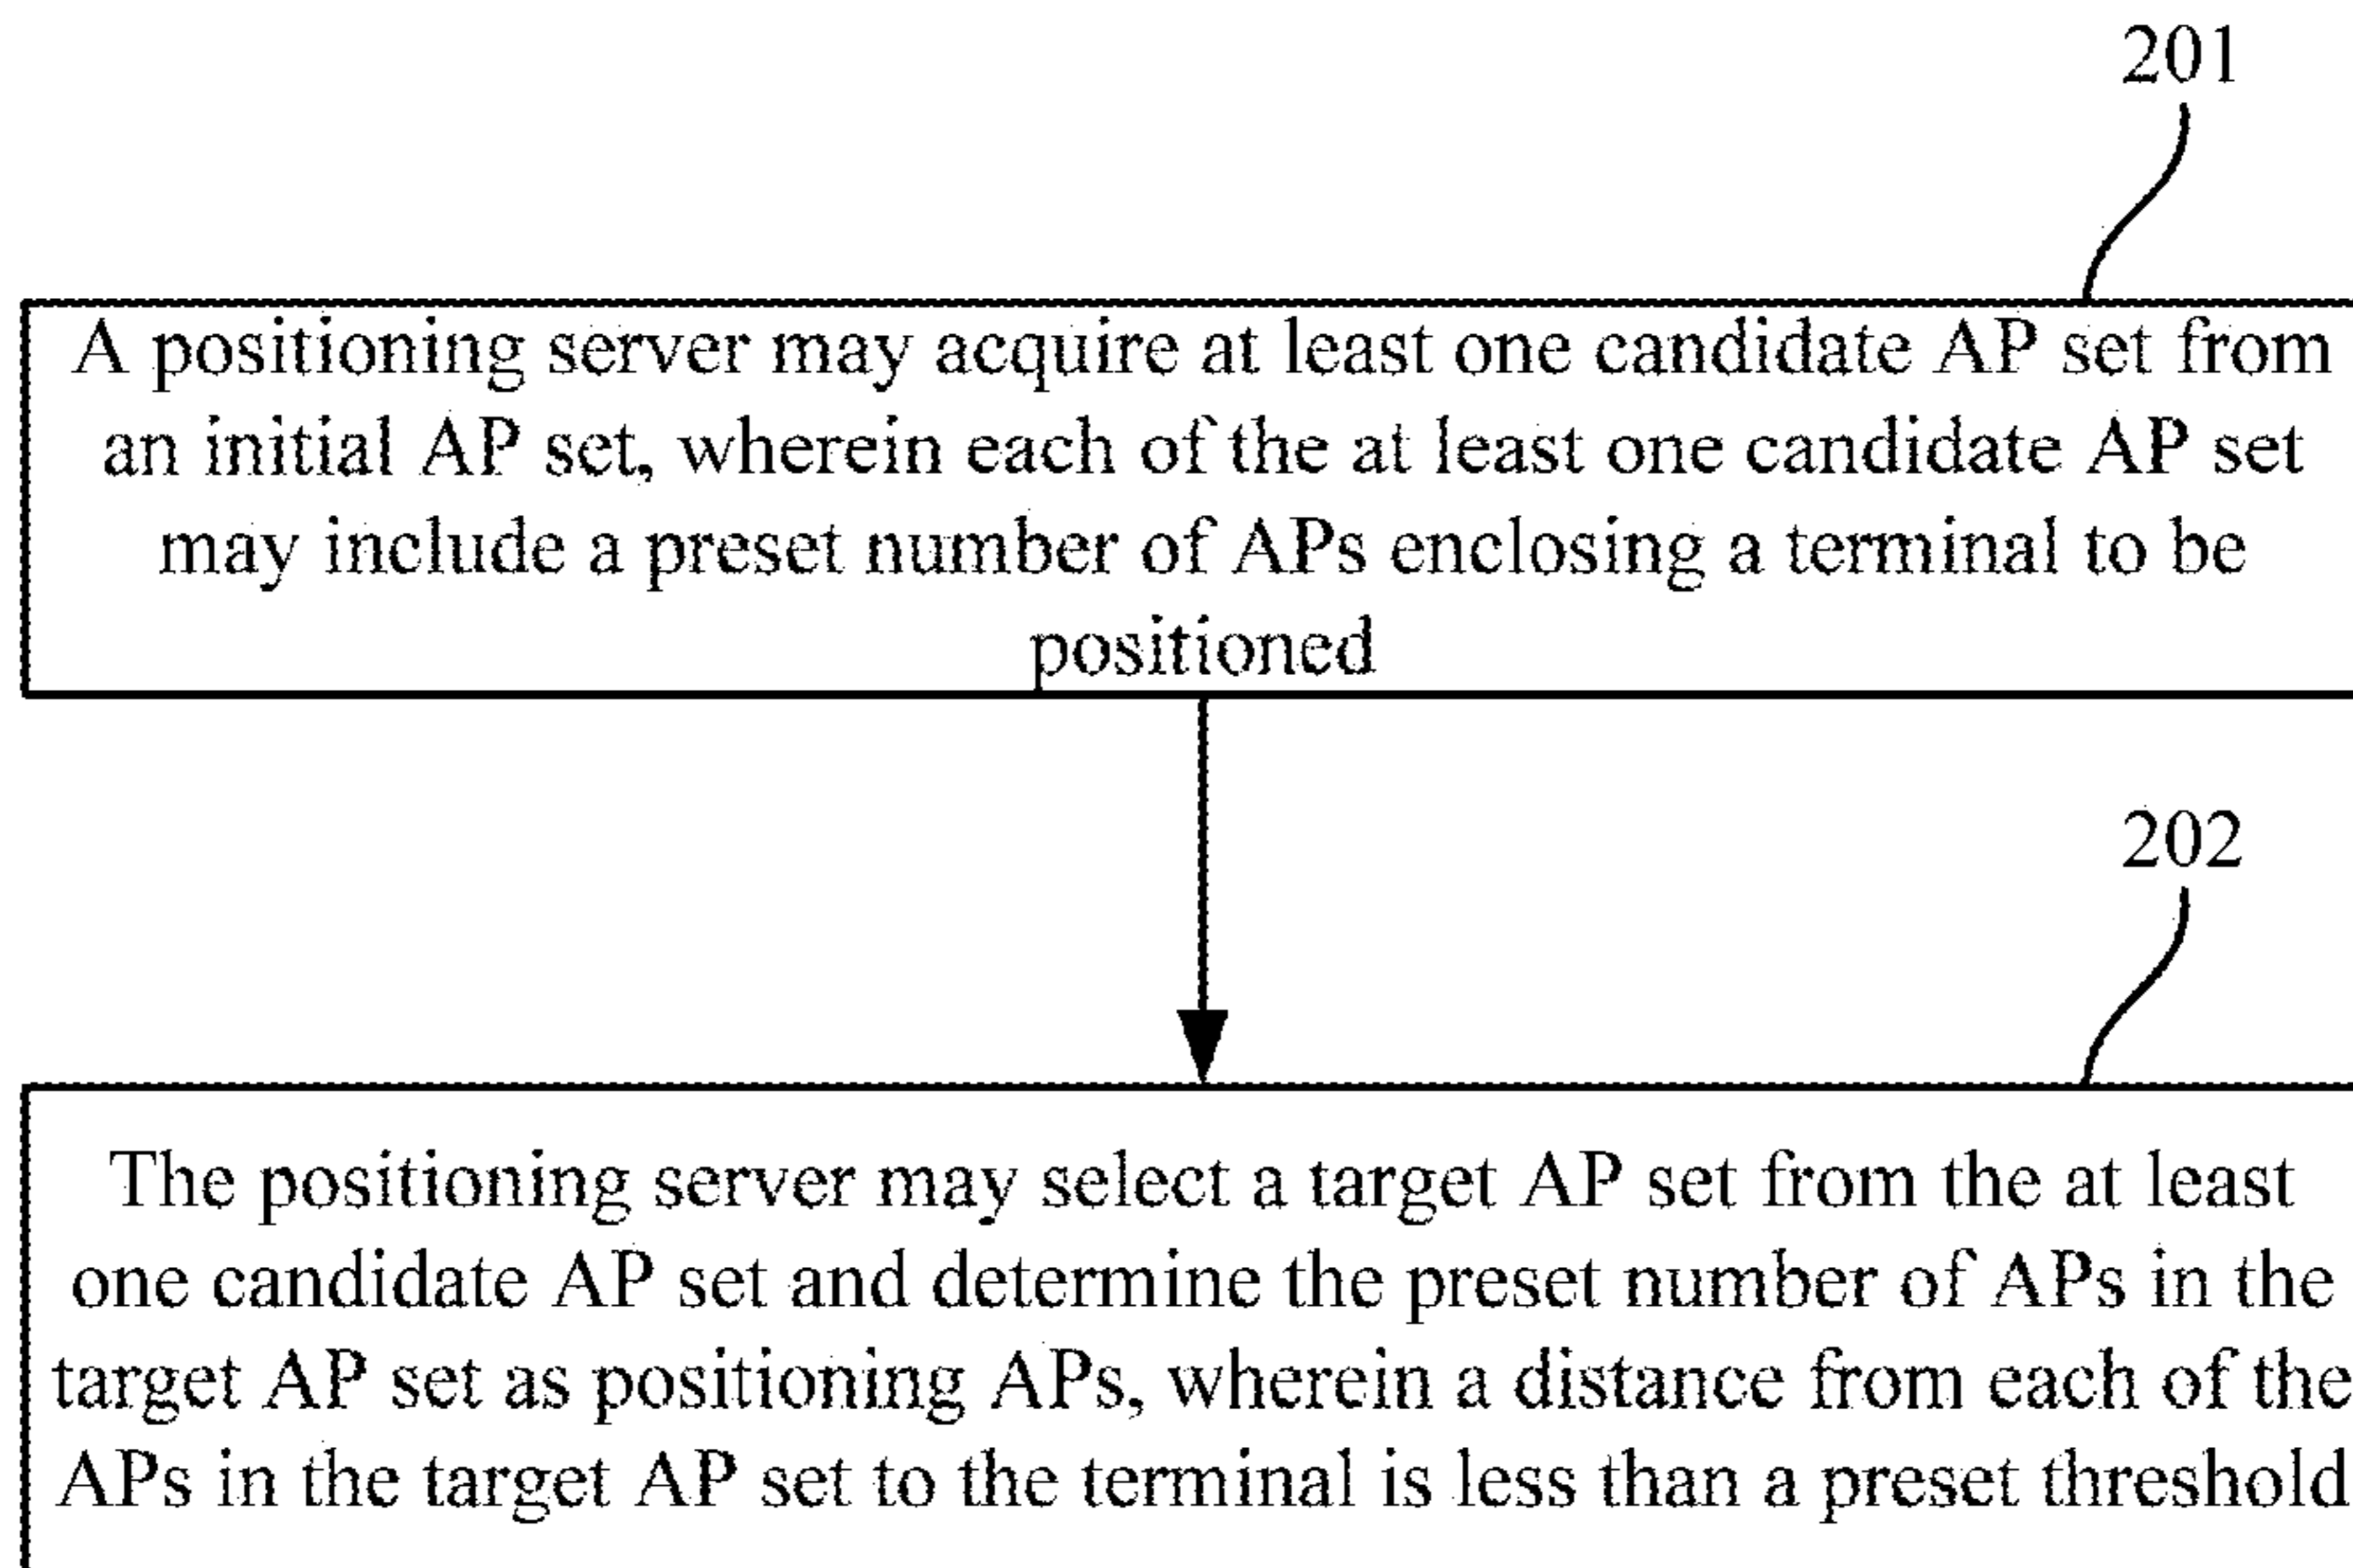 201
A positioning server may acquire at least one candidate AP set from
an initial AP set, wherein each of the at least one candidate AP set
may include a preset number of APs enclosing a terminal to be
positioned
202
The positioning server may select a target AP set from the at least
one candidate AP set and determine the preset number of APs in the
target AP set as positioning APs, wherein a distance from each of the
APs in the target AP set to the terminal is less than a preset threshold